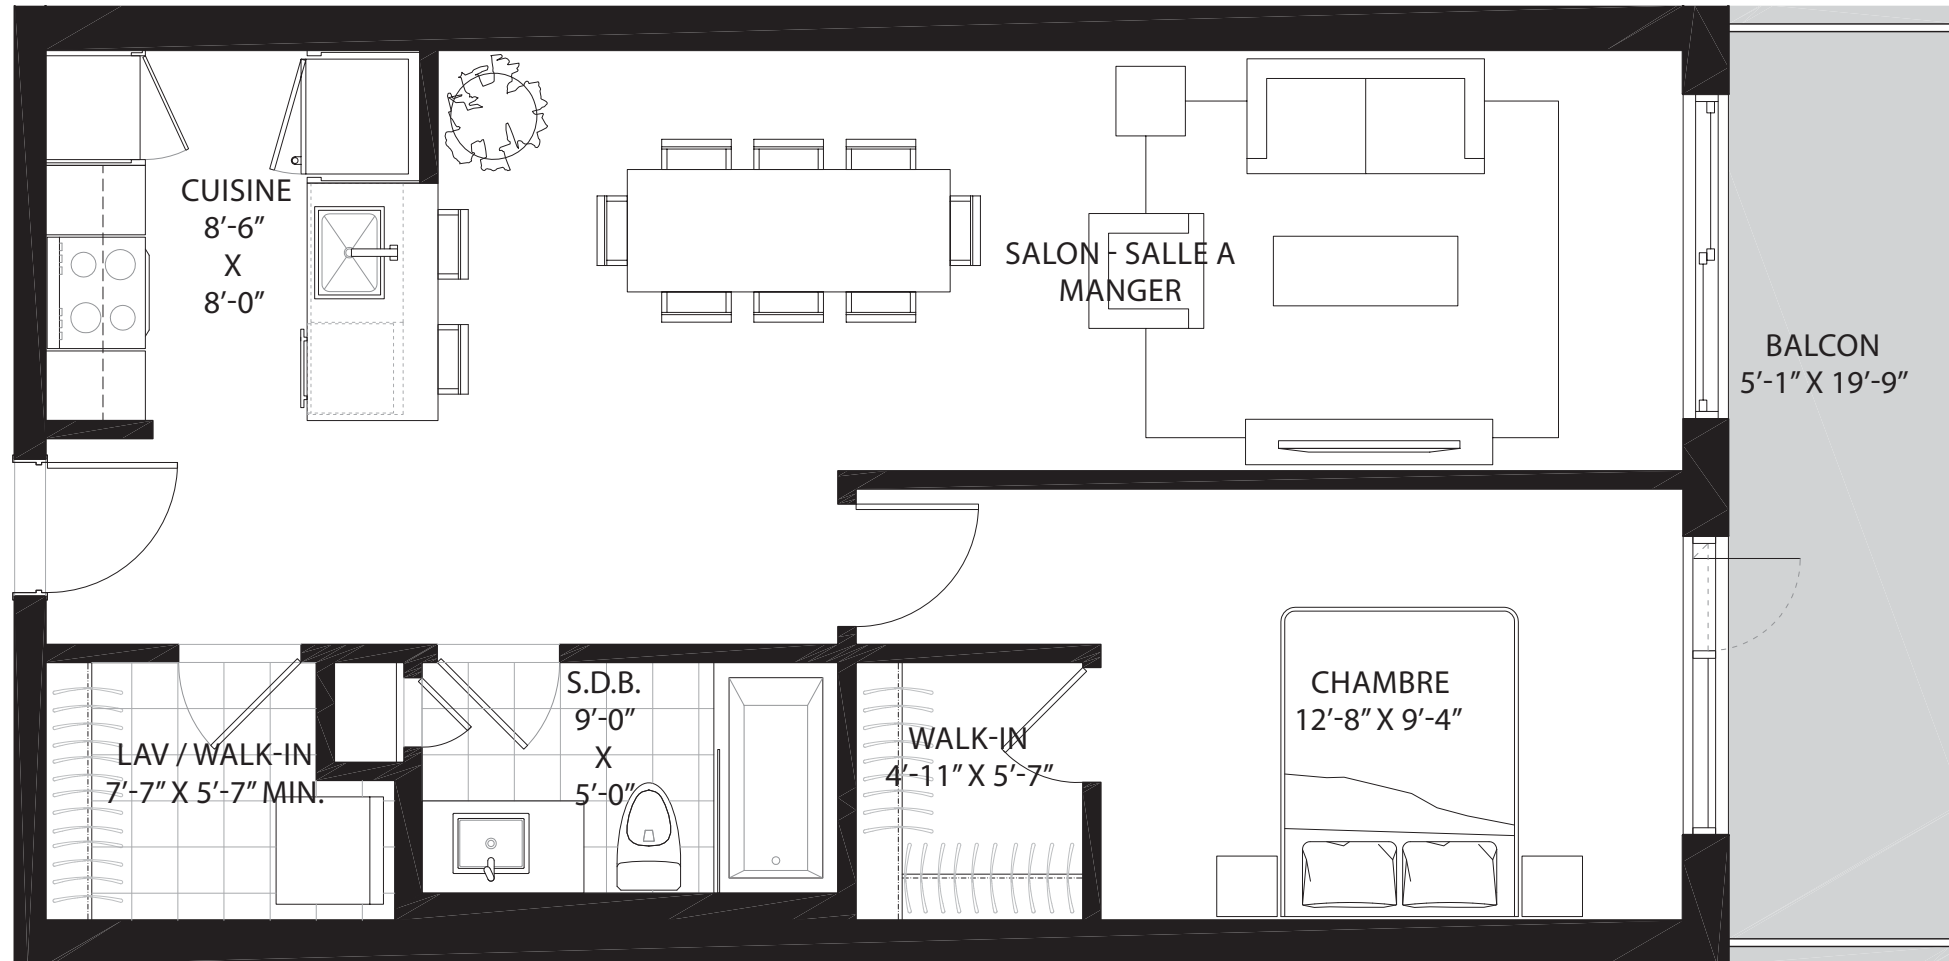 CUISINE
8’-6”
X
8’-0”
SALON - SALLE A
MANGER
BALCON
5’-1” X 19’-9”
S.D.B.
9’-0”
X
5’-0”
LAV / WALK-IN
7’-7” X 5’-7” MIN.
WALK-IN
4’-11” X 5’-7”
CHAMBRE
12’-8” X 9’-4”